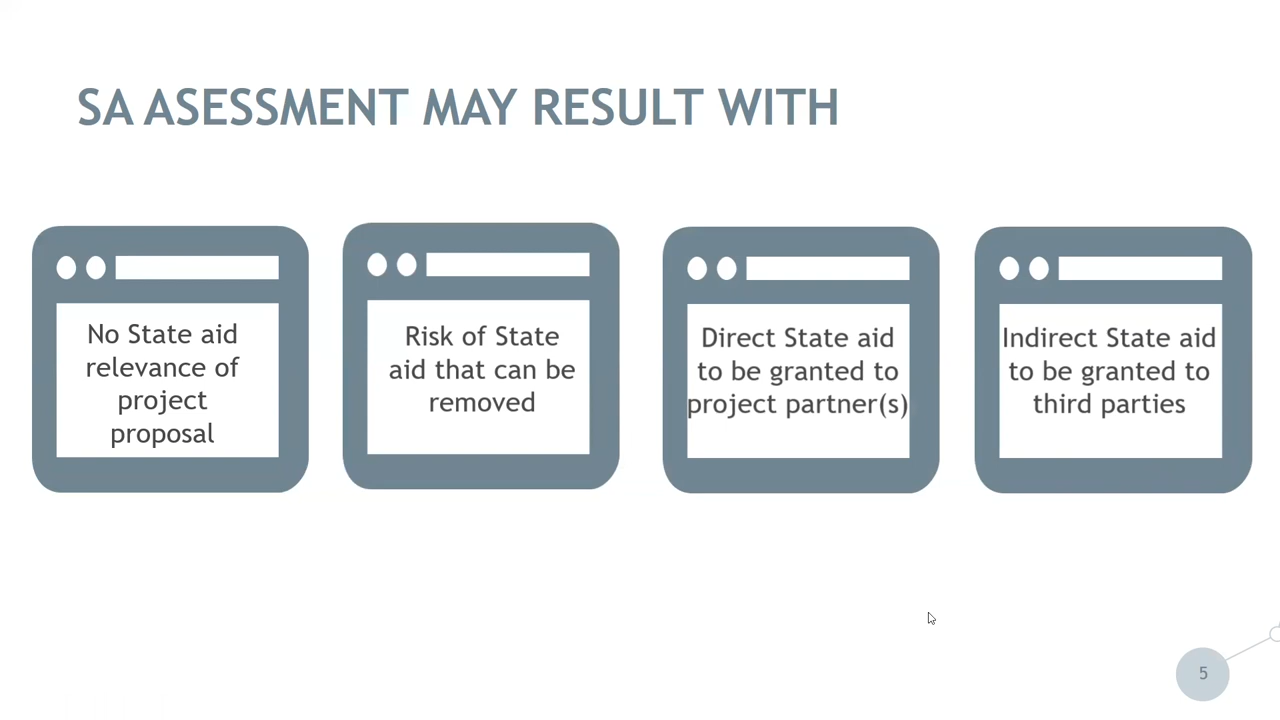 SA ASESSMENT MAY RESULT WITH
No State aid
relevance of
project
proposal
Risk of State
aid that can be
removed
Direct State aid
to be granted to
project partner(s)
Indirect State aid
to be granted to
third parties
5